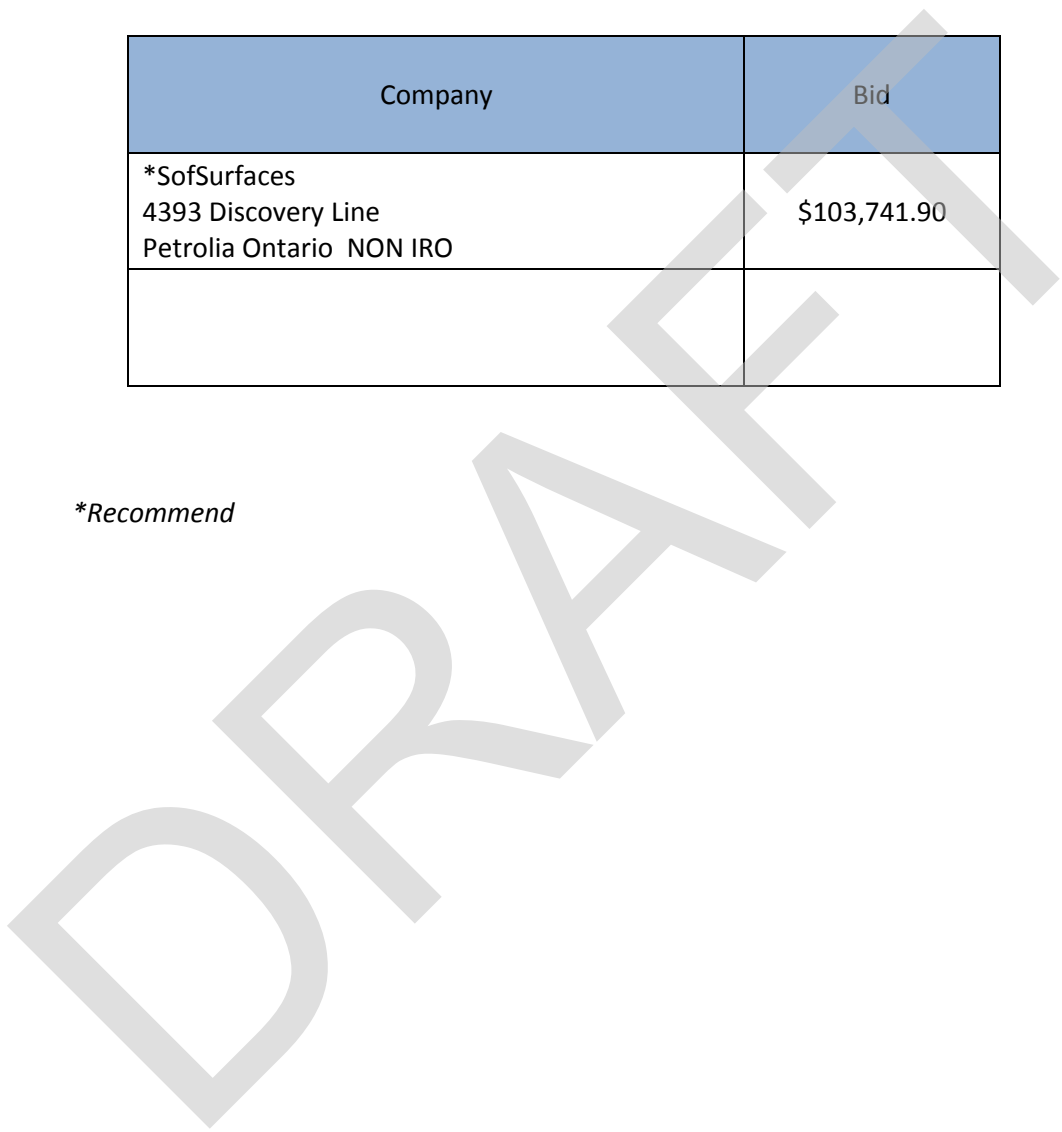 Company
Bid
*SofSurfaces
4393 Discovery Line
Petrolia Ontario  NON IRO
$103,741.90
*Recommend
DRAFT